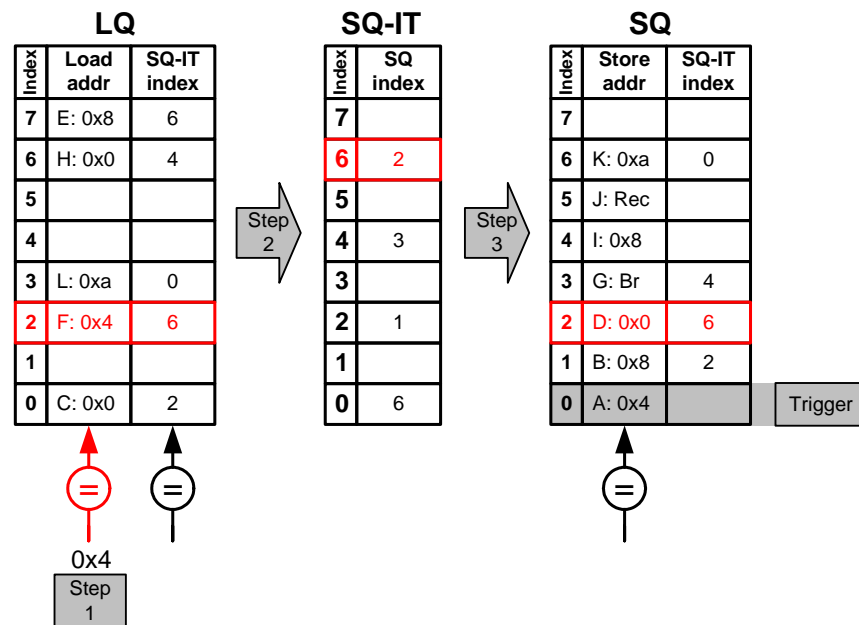 LQ
Index Load addr SQ-IT index
7 E: 0x8 6
6 H: 0x0 4
5
4
3 L: 0xa 0
2 F: 0x4 6
1
0 C: 0x0 2
=
=
0x4
Step 1
Step 2
SQ-IT
Index SQ index
7
6 2
5
4 3
3
2 1
1
0 6
Step 3
SQ
Index Store addr SQ-IT index
7
6 K: 0xa 0
5 J: Rec
4 I: 0x8
3 G: Br 4
2 D: 0x0 6
1 B: 0x8 2
0 A: 0x4
Trigger
=